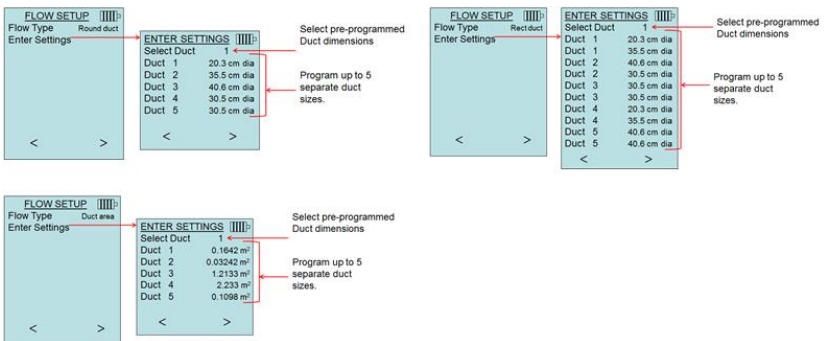 FLOW SETUP
Flow Type Round duct
Enter Settings
< >
ENTER SETTINGS
Select Duct 1
Duct 1 20.3 cm dia
Duct 2 35.5 cm dia
Duct 3 40.6 cm dia
Duct 4 30.5 cm dia
Duct 5 30.5 cm dia
< >
Select pre-programmed
Duct dimensions
Program up to 5
separate duct
sizes.
FLOW SETUP
Flow Type Rect duct
Enter Settings
< >
ENTER SETTINGS
Select Duct 1
Duct 1 20.3 cm dia
Duct 1 35.5 cm dia
Duct 2 40.6 cm dia
Duct 2 30.5 cm dia
Duct 3 30.5 cm dia
Duct 3 30.5 cm dia
Duct 4 20.3 cm dia
Duct 4 35.5 cm dia
Duct 5 40.6 cm dia
Duct 5 40.6 cm dia
< >
Select pre-programmed
Duct dimensions
Program up to 5
separate duct
sizes.
FLOW SETUP
Flow Type Duct area
Enter Settings
< >
ENTER SETTINGS
Select Duct 1
Duct 1 0.1642 m²
Duct 2 0.03242 m²
Duct 3 1.2133 m²
Duct 4 2.233 m²
Duct 5 0.1098 m²
< >
Select pre-programmed
Duct dimensions
Program up to 5
separate duct
sizes.